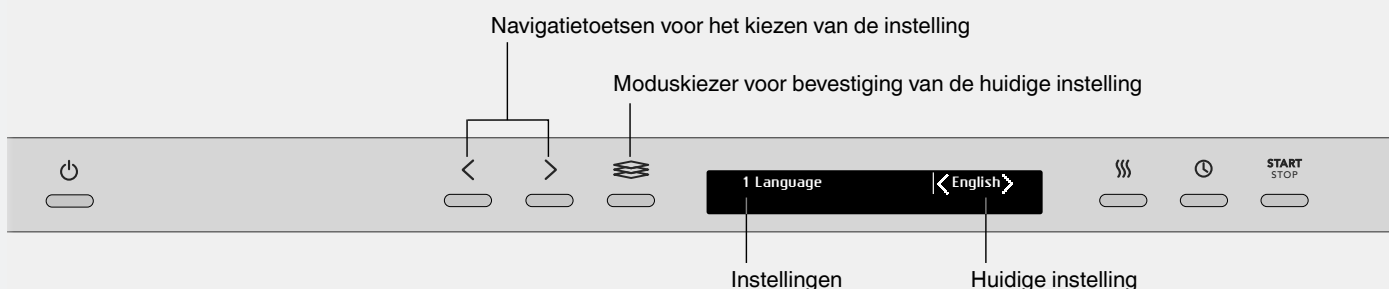 Navigatietoetsen voor het kiezen van de instelling
Moduskiezer voor bevestiging van de huidige instelling
1 Language
English
START
STOP
Instellingen
Huidige instelling